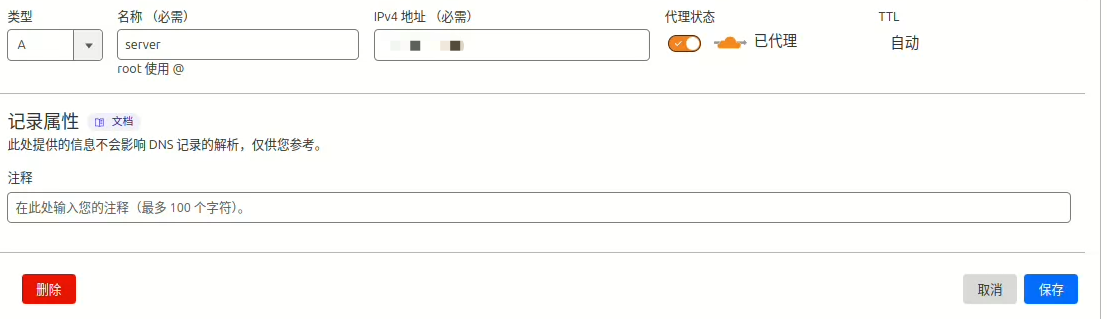 类型 名称 （必需） IPv4 地址 （必需） 代理状态 TTL
A server 已代理 自动
root 使用 @
记录属性 文档
此处提供的信息不会影响 DNS 记录的解析，仅供您参考。
注释
在此处输入您的注释（最多 100 个字符）。
删除 取消 保存